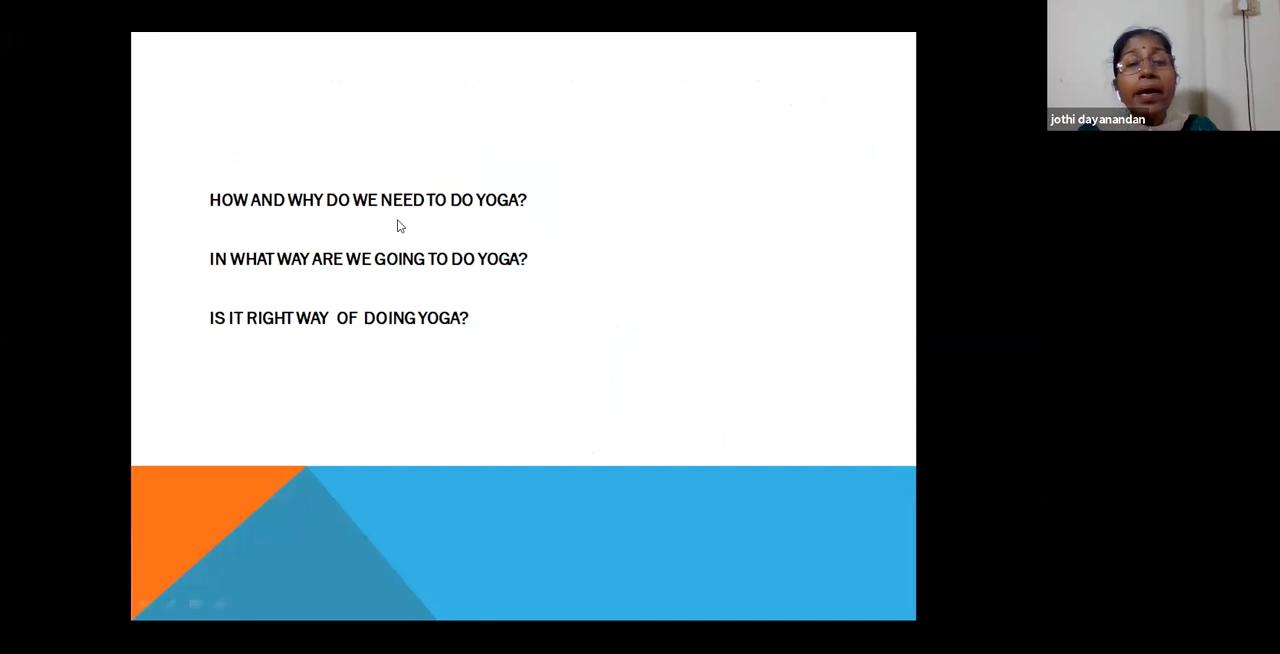 HOW AND WHY DO WE NEED TO DO YOGA?
IN WHAT WAY ARE WE GOING TO DO YOGA?
IS IT RIGHT WAY OF DOING YOGA?
jothi dayanandan